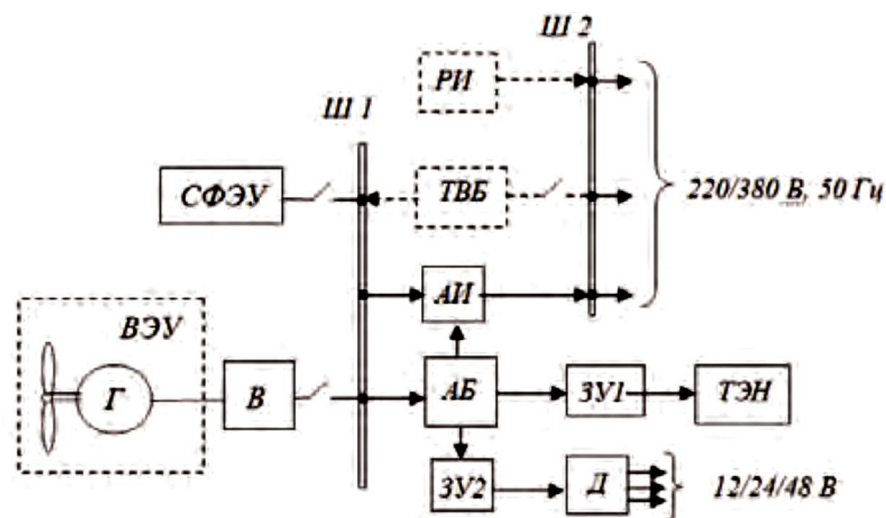 Ш 2
РИ
Ш 1
СФЭУ
ТВБ
220/380 В, 50 Гц
АИ
ВЭУ
Г
В
АБ
ЗУ1
ТЭН
ЗУ2
Д
12/24/48 В